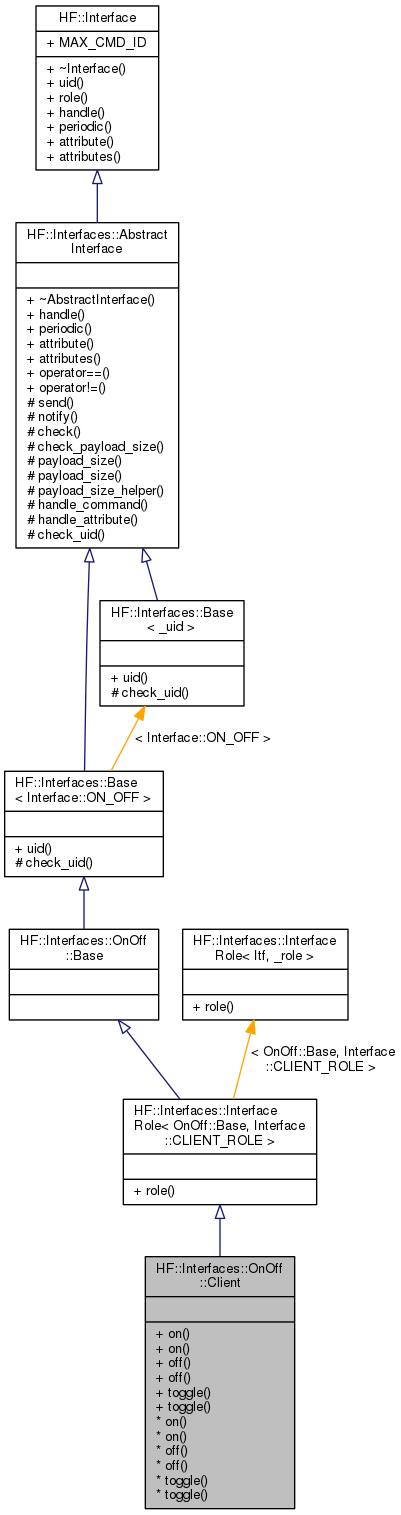 HF::Interface
+ MAX_CMD_ID
+ ~Interface()
+ uid()
+ role()
+ handle()
+ periodic()
+ attribute()
+ attributes()
HF::Interfaces::Abstract
Interface
+ ~AbstractInterface()
+ handle()
+ periodic()
+ attribute()
+ attributes()
+ operator==()
+ operator!=()
# send()
# notify()
# check()
# check_payload_size()
# payload_size()
# payload_size()
# payload_size_helper()
# handle_command()
# handle_attribute()
# check_uid()
HF::Interfaces::Base
< _uid >
+ uid()
# check_uid()
< Interface::ON_OFF >
HF::Interfaces::Base
< Interface::ON_OFF >
+ uid()
# check_uid()
HF::Interfaces::OnOff
::Base
HF::Interfaces::Interface
Role< Itf, _role >
+ role()
< OnOff::Base, Interface
::CLIENT_ROLE >
HF::Interfaces::Interface
Role< OnOff::Base, Interface
::CLIENT_ROLE >
+ role()
HF::Interfaces::OnOff
::Client
+ on()
+ on()
+ off()
+ off()
+ toggle()
+ toggle()
* on()
* on()
* off()
* off()
* toggle()
* toggle()